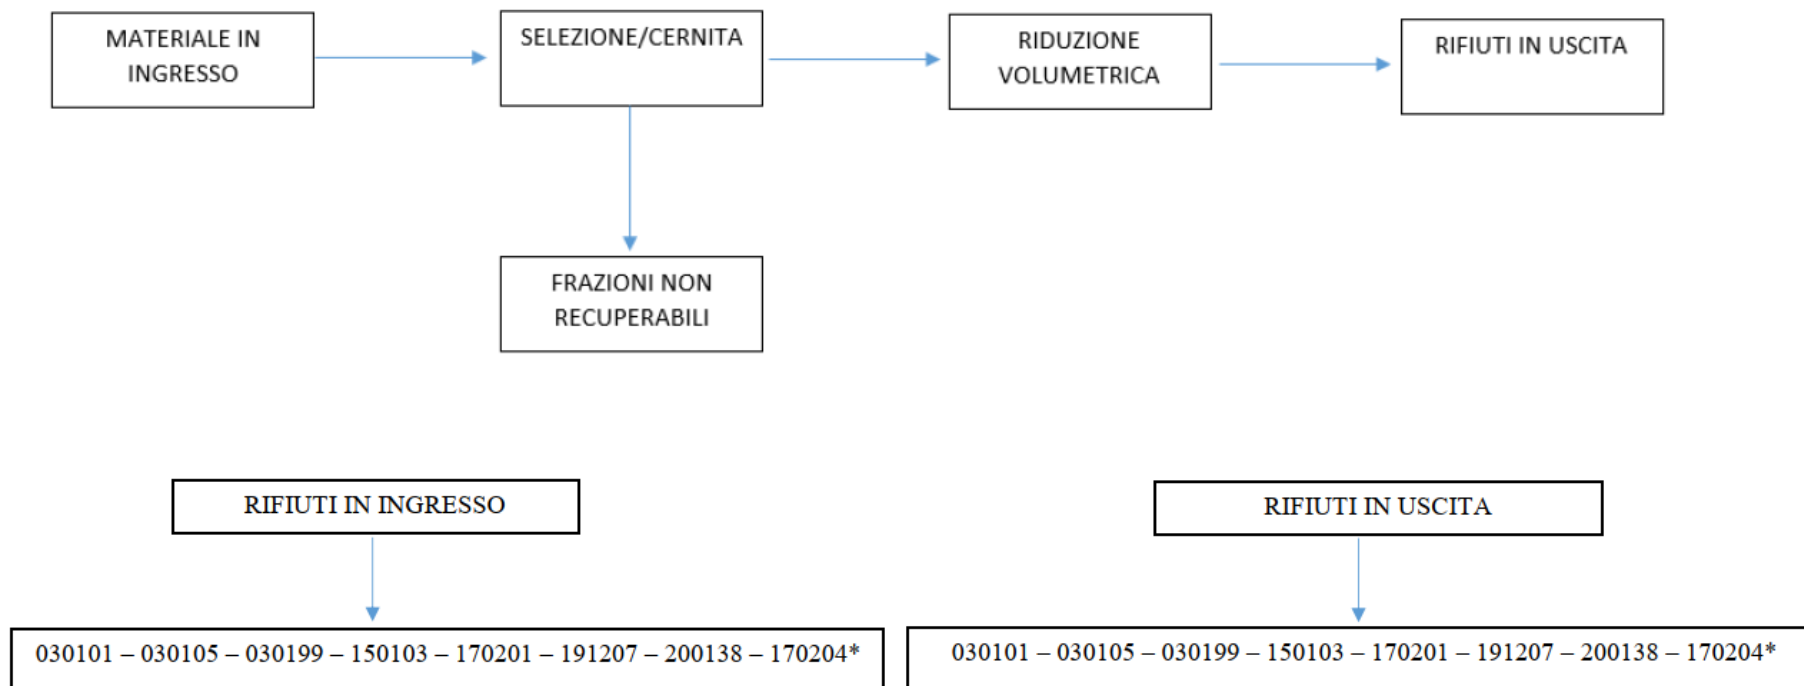 MATERIALE IN
INGRESSO
SELEZIONE/CERNITA
RIDUZIONE
VOLUMETRICA
RIFIUTI IN USCITA
FRAZIONI NON
RECUPERABILI
RIFIUTI IN INGRESSO
RIFIUTI IN USCITA
030101 – 030105 – 030199 – 150103 – 170201 – 191207 – 200138 – 170204*
030101 – 030105 – 030199 – 150103 – 170201 – 191207 – 200138 – 170204*